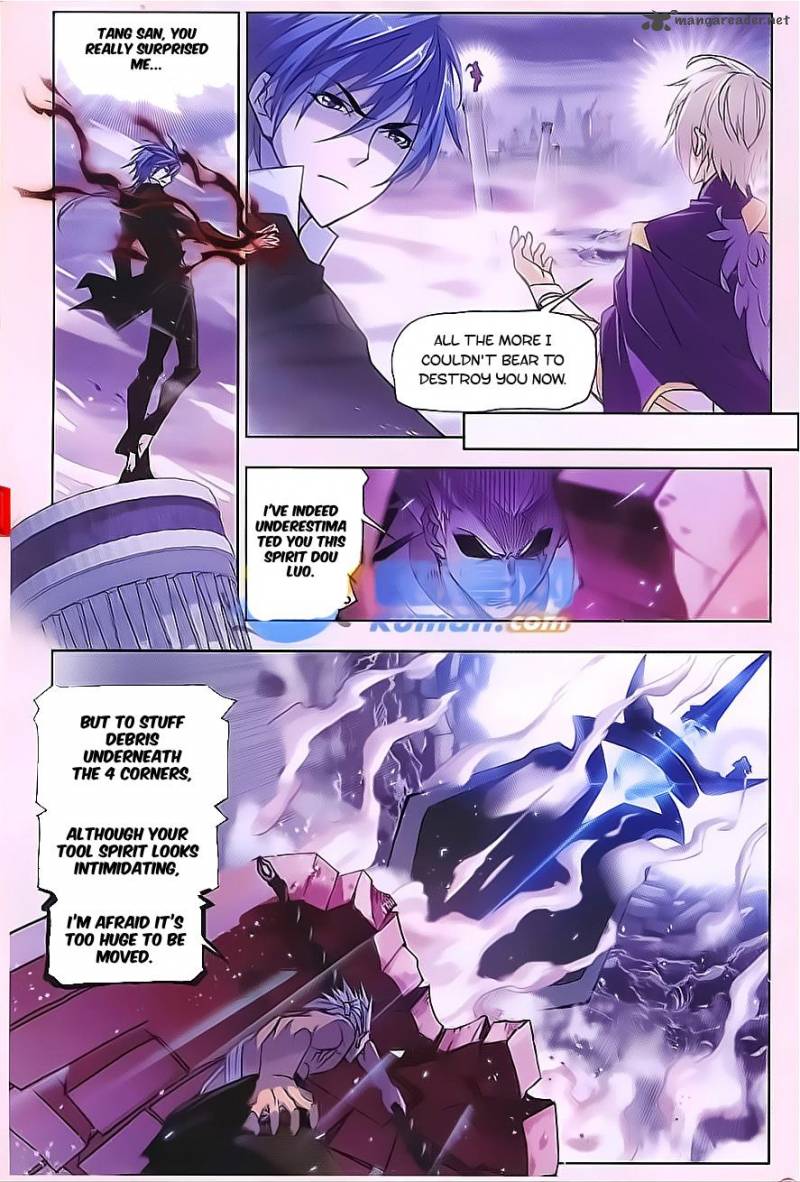 mangareader.net
TANG SAN, YOU
REALLY SURPRISED
ME...
ALL THE MORE I
COULDN'T BEAR TO
DESTROY YOU NOW.
I'VE INDEED
UNDERESTIMA
TED YOU THIS
SPIRIT DOU
LUO.
kuman.com
BUT TO STUFF
DEBRIS
UNDERNEATH
THE 4 CORNERS,
ALTHOUGH YOUR
TOOL SPIRIT LOOKS
INTIMIDATING,
I'M AFRAID IT'S
TOO HUGE TO BE
MOVED.